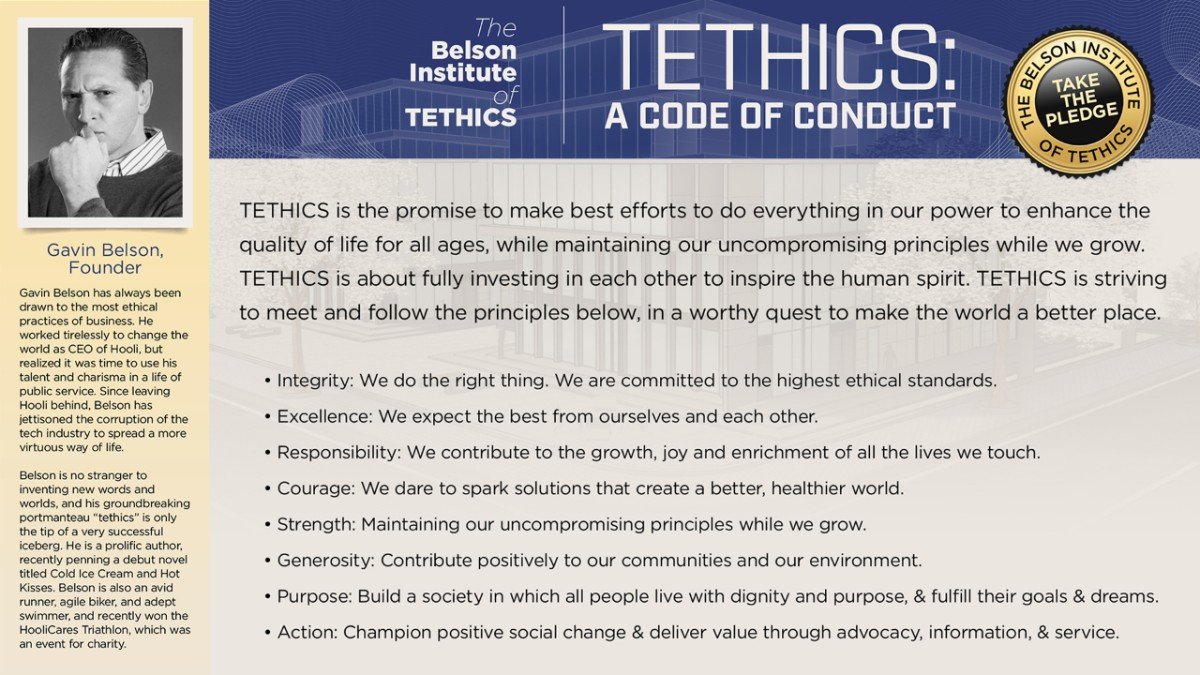 The
Belson
Institute
of
TETHICS
TETHICS:
A CODE OF CONDUCT
THE BELSON INSTITUTE
OF TETHICS
TAKE
THE
PLEDGE
Gavin Belson,
Founder
Gavin Belson has always been
drawn to the most ethical
practices of business. He
worked tirelessly to change the
world as CEO of Hooli, but
realized it was time to use his
talent and charisma in a life of
public service. Since leaving
Hooli behind, Belson has
jettisoned the corruption of the
tech industry to spread a more
virtuous way of life.
Belson is no stranger to
inventing new words and
worlds, and his groundbreaking
portmanteau “tethics” is only
the tip of a very successful
iceberg. He is a prolific author,
recently penning a debut novel
titled Cold Ice Cream and Hot
Kisses. Belson is also an avid
runner, agile biker, and adept
swimmer, and recently won the
HooliCares Triathlon, which was
an event for charity.
TETHICS is the promise to make best efforts to do everything in our power to enhance the
quality of life for all ages, while maintaining our uncompromising principles while we grow.
TETHICS is about fully investing in each other to inspire the human spirit. TETHICS is striving
to meet and follow the principles below, in a worthy quest to make the world a better place.
• Integrity: We do the right thing. We are committed to the highest ethical standards.
• Excellence: We expect the best from ourselves and each other.
• Responsibility: We contribute to the growth, joy and enrichment of all the lives we touch.
• Courage: We dare to spark solutions that create a better, healthier world.
• Strength: Maintaining our uncompromising principles while we grow.
• Generosity: Contribute positively to our communities and our environment.
• Purpose: Build a society in which all people live with dignity and purpose, & fulfill their goals & dreams.
• Action: Champion positive social change & deliver value through advocacy, information, & service.